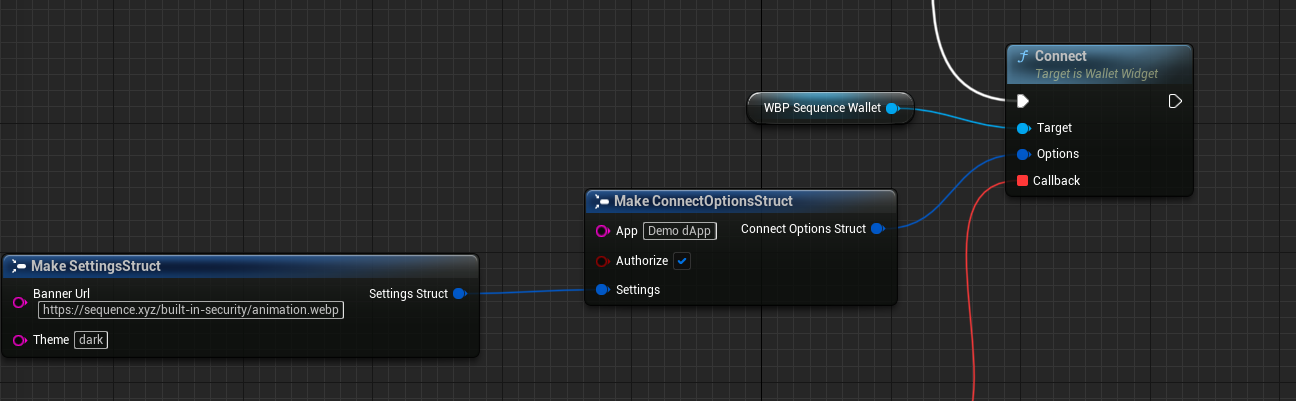 Connect
Target is Wallet Widget
WBP Sequence Wallet
Target
Options
Callback
Make ConnectOptionsStruct
App Demo dApp Connect Options Struct
Authorize
Settings
Make SettingsStruct
Banner Url Settings Struct
https://sequence.xyz/built-in-security/animation.webp
Theme dark